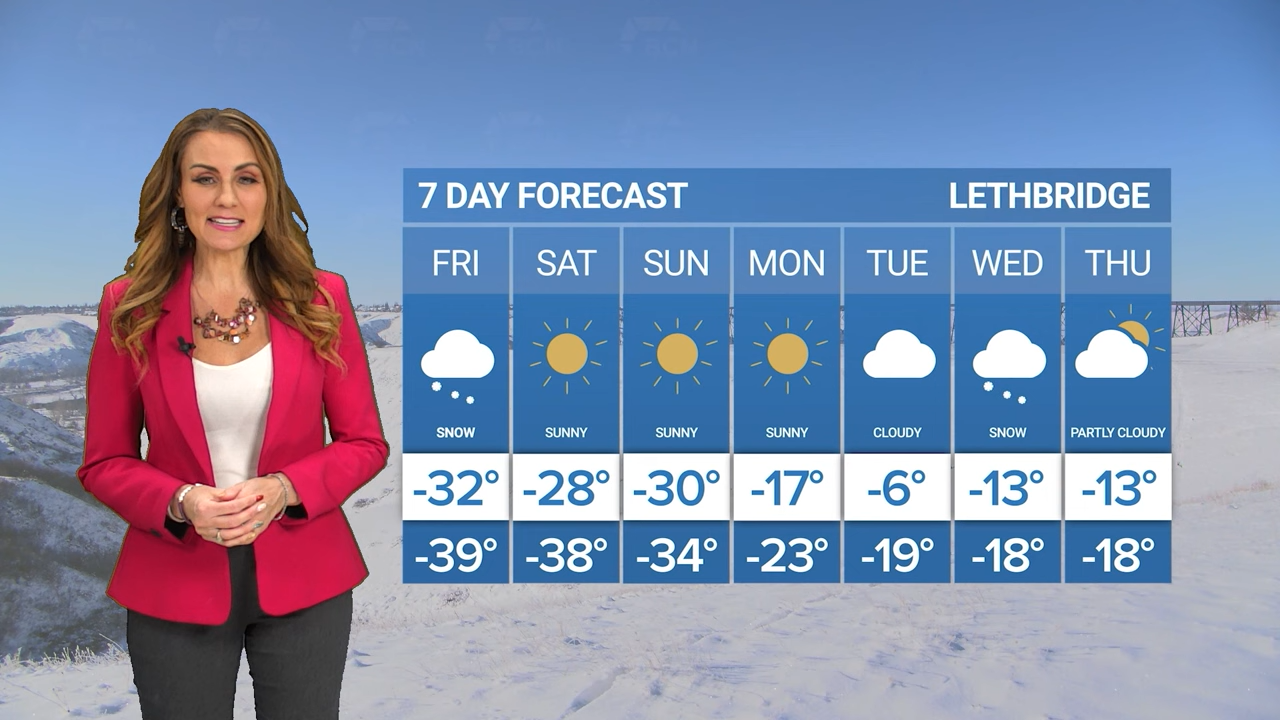 7 DAY FORECAST LETHBRIDGE
FRI SAT SUN MON TUE WED THU
SNOW SUNNY SUNNY SUNNY CLOUDY SNOW PARTLY CLOUDY
-32° -28° -30° -17° -6° -13° -13°
-39° -38° -34° -23° -19° -18° -18°